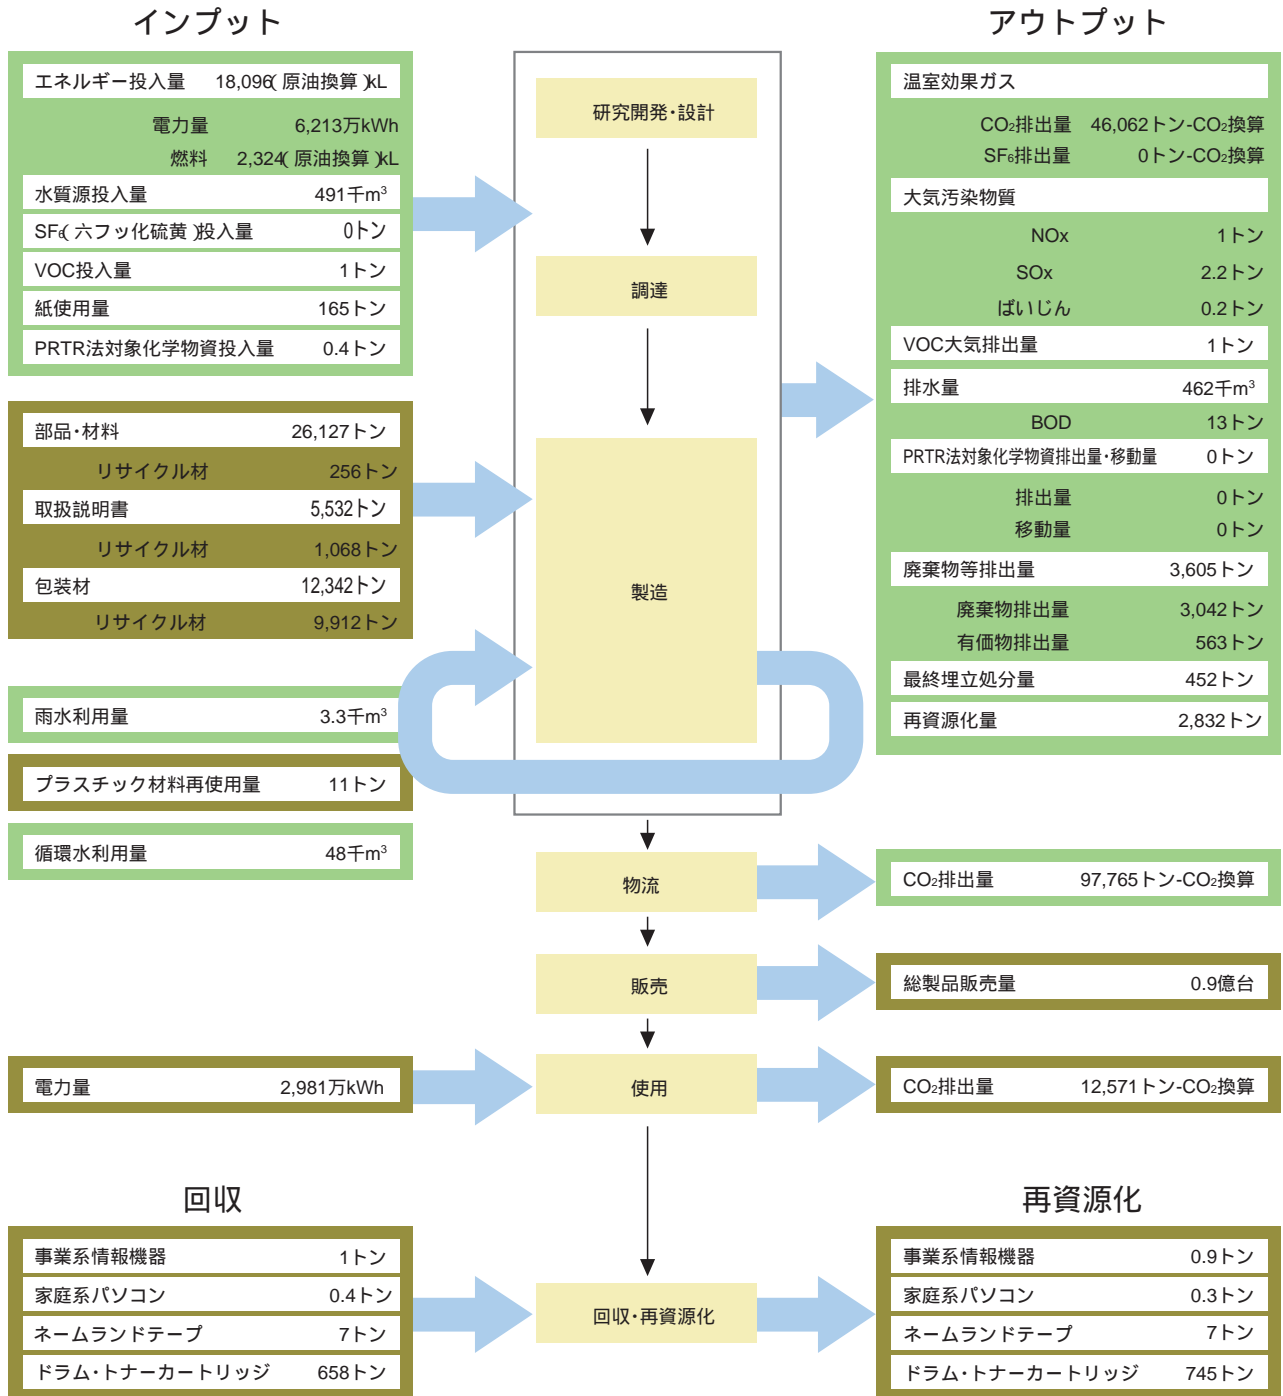 インプット
エネルギー投入量 18,096(原油換算)kL
電力量 6,213万kWh
燃料 2,324(原油換算)kL
水質源投入量 491千m³
SF₆(六フッ化硫黄)投入量 0トン
VOC投入量 1トン
紙使用量 165トン
PRTR法対象化学物資投入量 0.4トン
部品・材料 26,127トン
リサイクル材 256トン
取扱説明書 5,532トン
リサイクル材 1,068トン
包装材 12,342トン
リサイクル材 9,912トン
雨水利用量 3.3千m³
プラスチック材料再使用量 11トン
循環水利用量 48千m³
電力量 2,981万kWh
研究開発・設計
調達
製造
物流
販売
使用
回収・再資源化
アウトプット
温室効果ガス
CO₂排出量 46,062トン-CO₂換算
SF₆排出量 0トン-CO₂換算
大気汚染物質
NOx 1トン
SOx 2.2トン
ばいじん 0.2トン
VOC大気排出量 1トン
排水量 462千m³
BOD 13トン
PRTR法対象化学物資排出量・移動量 0トン
排出量 0トン
移動量 0トン
廃棄物等排出量 3,605トン
廃棄物排出量 3,042トン
有価物排出量 563トン
最終埋立処分量 452トン
再資源化量 2,832トン
CO₂排出量 97,765トン-CO₂換算
総製品販売量 0.9億台
CO₂排出量 12,571トン-CO₂換算
回収
事業系情報機器 1トン
家庭系パソコン 0.4トン
ネームランドテープ 7トン
ドラム・トナーカートリッジ 658トン
再資源化
事業系情報機器 0.9トン
家庭系パソコン 0.3トン
ネームランドテープ 7トン
ドラム・トナーカートリッジ 745トン